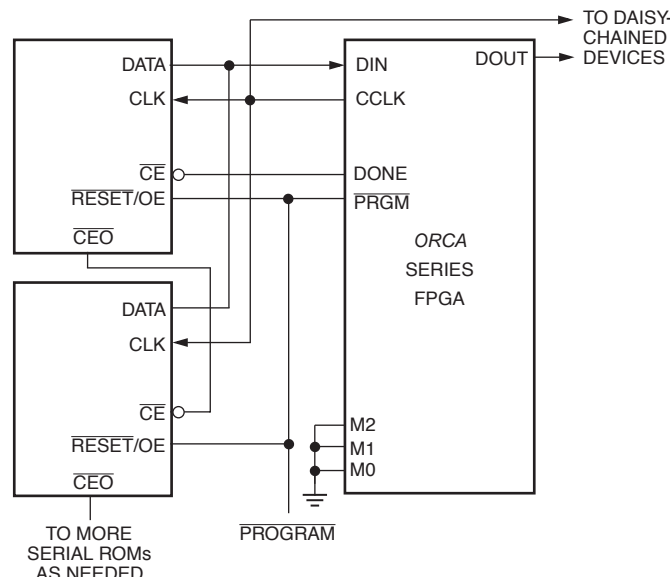 TO DAISY-
CHAINED
DEVICES
DATA
CLK
CE
RESET/OE
CEO
DIN
DOUT
CCLK
DONE
PRGM
ORCA
SERIES
FPGA
M2
M1
M0
DATA
CLK
CE
RESET/OE
CEO
TO MORE
SERIAL ROMs
AS NEEDED
PROGRAM